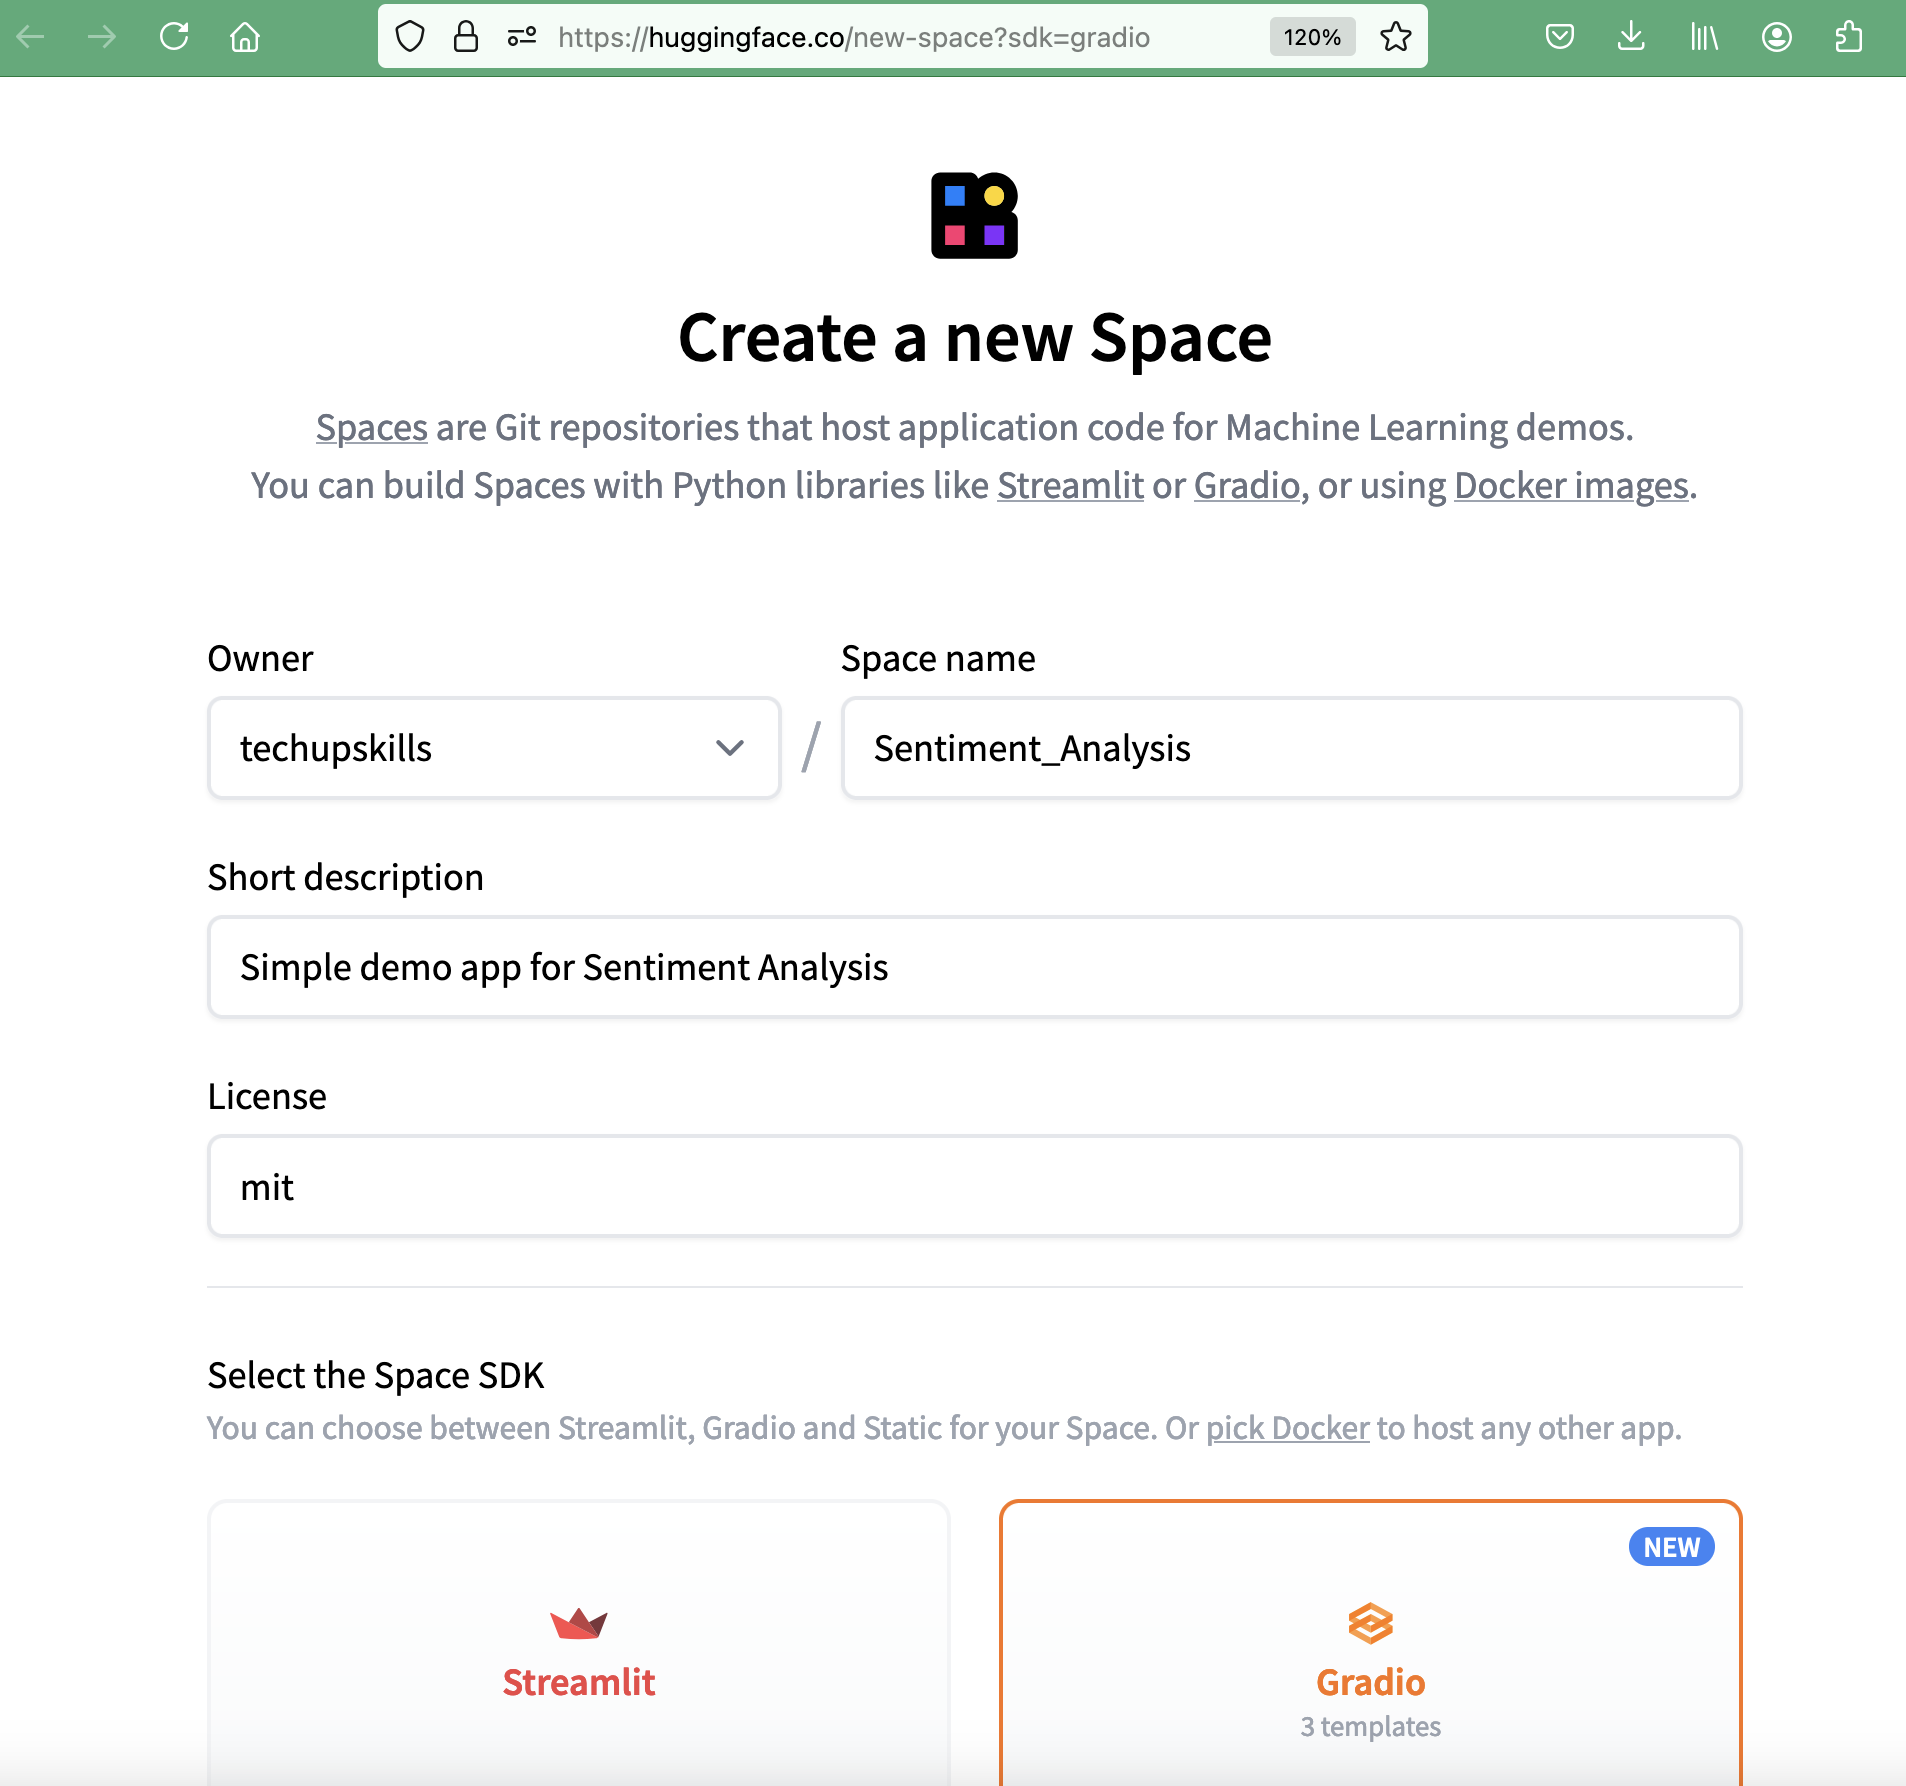 https://huggingface.co/new-space?sdk=gradio
120%
Create a new Space
Spaces are Git repositories that host application code for Machine Learning demos.
You can build Spaces with Python libraries like Streamlit or Gradio, or using Docker images.
Owner
Space name
techupskills
/
Sentiment_Analysis
Short description
Simple demo app for Sentiment Analysis
License
mit
Select the Space SDK
You can choose between Streamlit, Gradio and Static for your Space. Or pick Docker to host any other app.
NEW
Streamlit
Gradio
3 templates